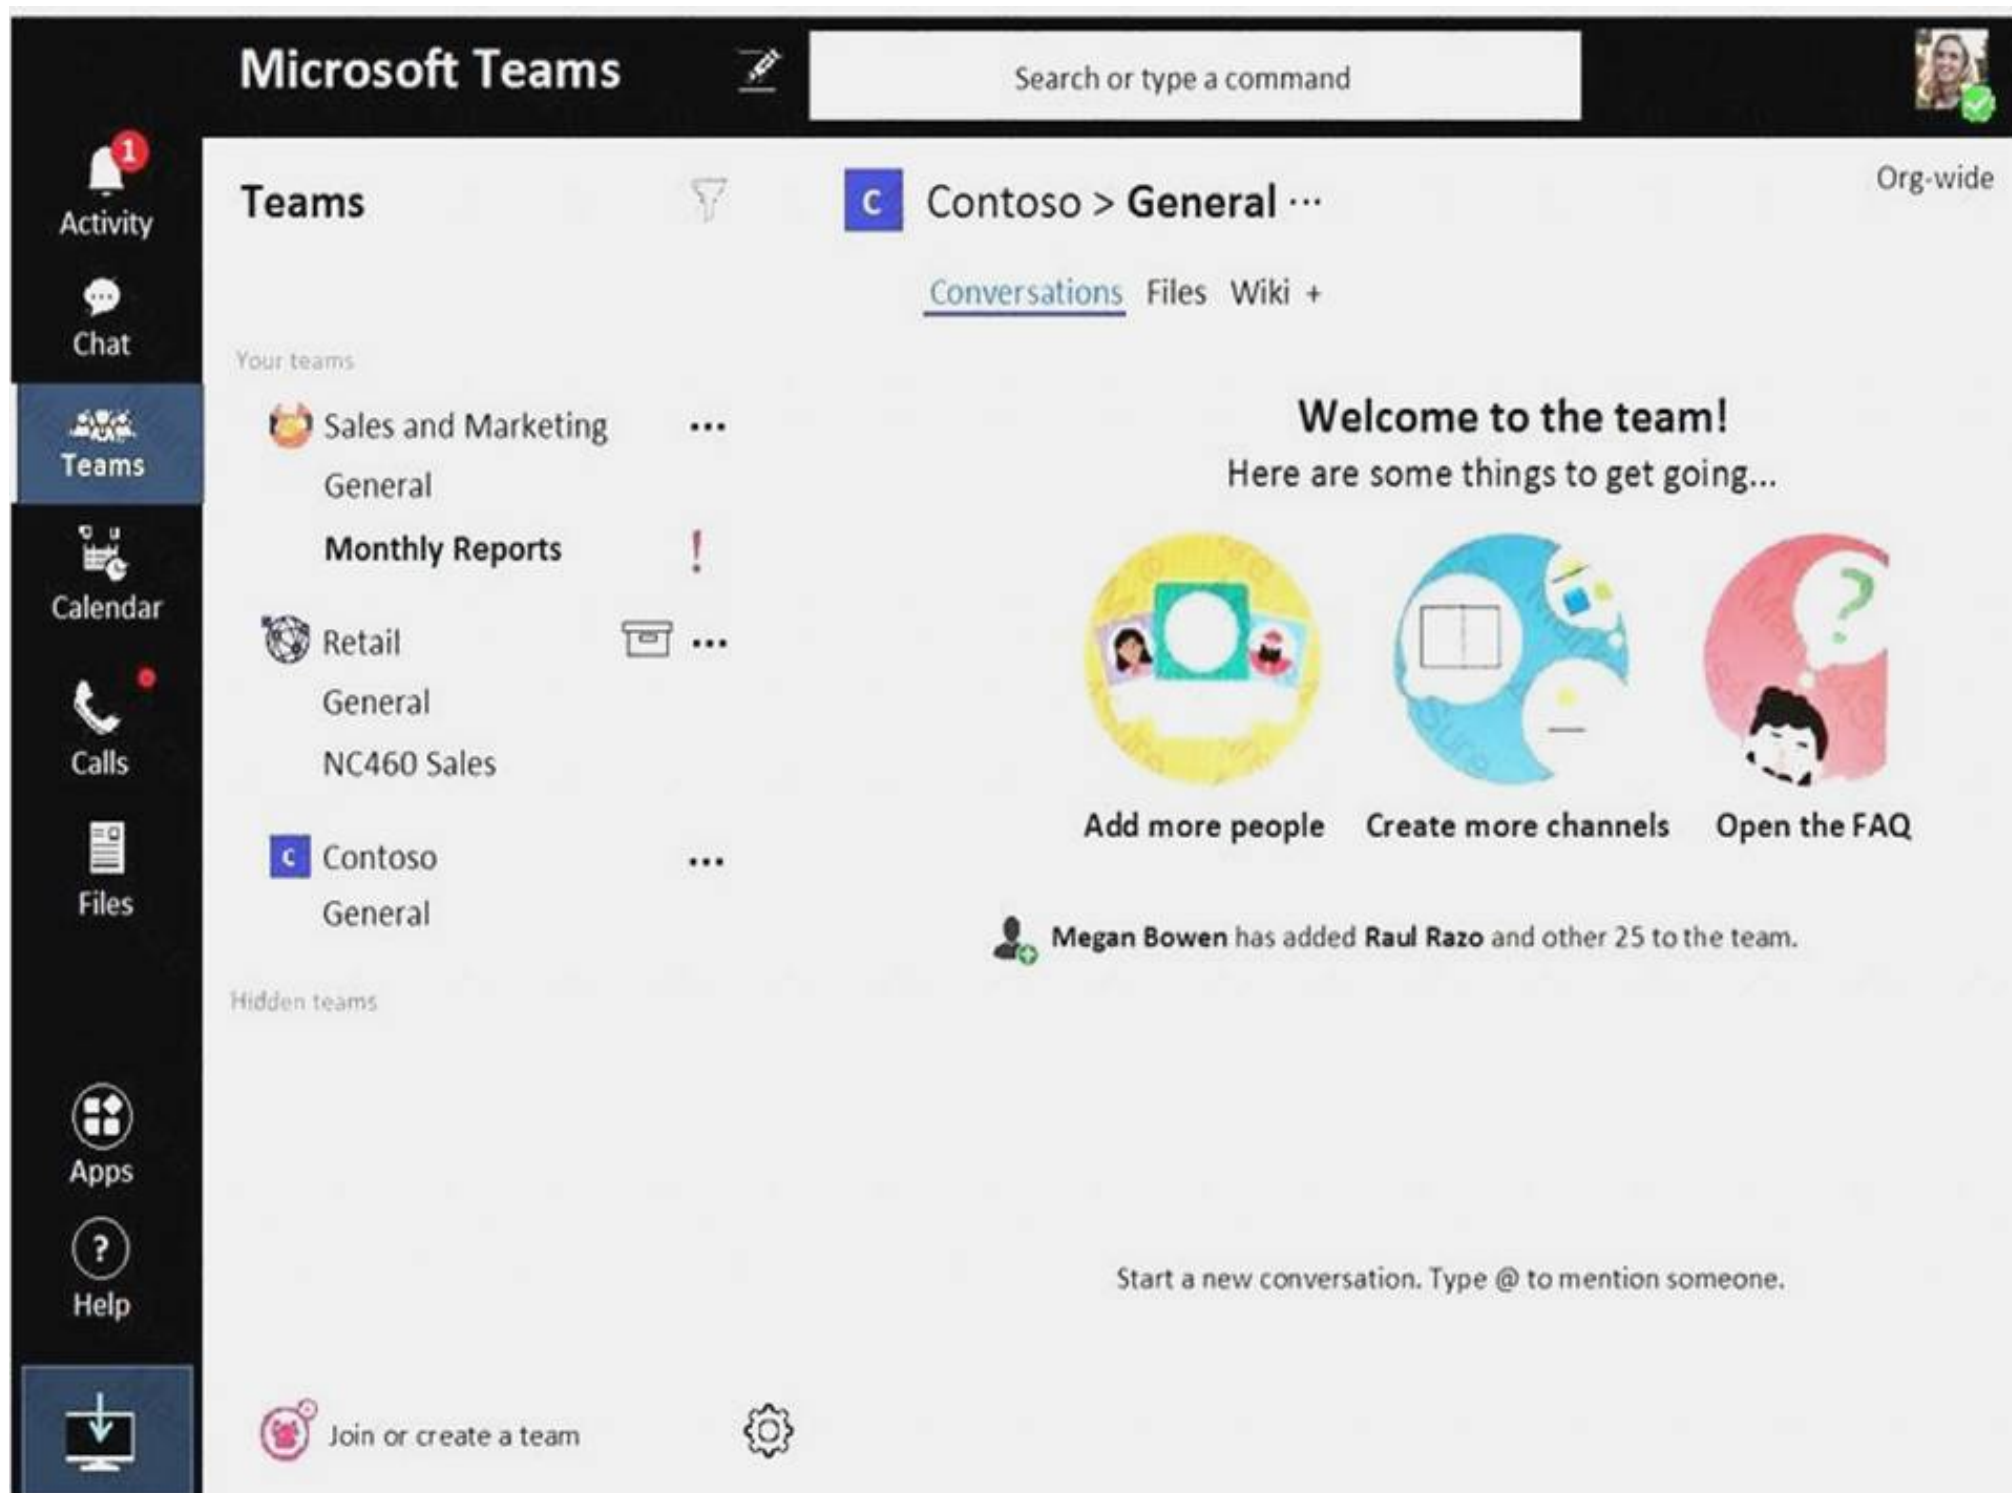 Microsoft Teams
Search or type a command
1
Activity
Chat
Teams
Calendar
Calls
Files
Apps
Help
Teams
Your teams
Sales and Marketing ...
General
Monthly Reports !
Retail ...
General
NC460 Sales
C Contoso ...
General
Hidden teams
Join or create a team
C Contoso > General ...
Org-wide
Conversations Files Wiki +
Welcome to the team!
Here are some things to get going...
?
Add more people Create more channels Open the FAQ
Megan Bowen has added Raul Razo and other 25 to the team.
Start a new conversation. Type @ to mention someone.